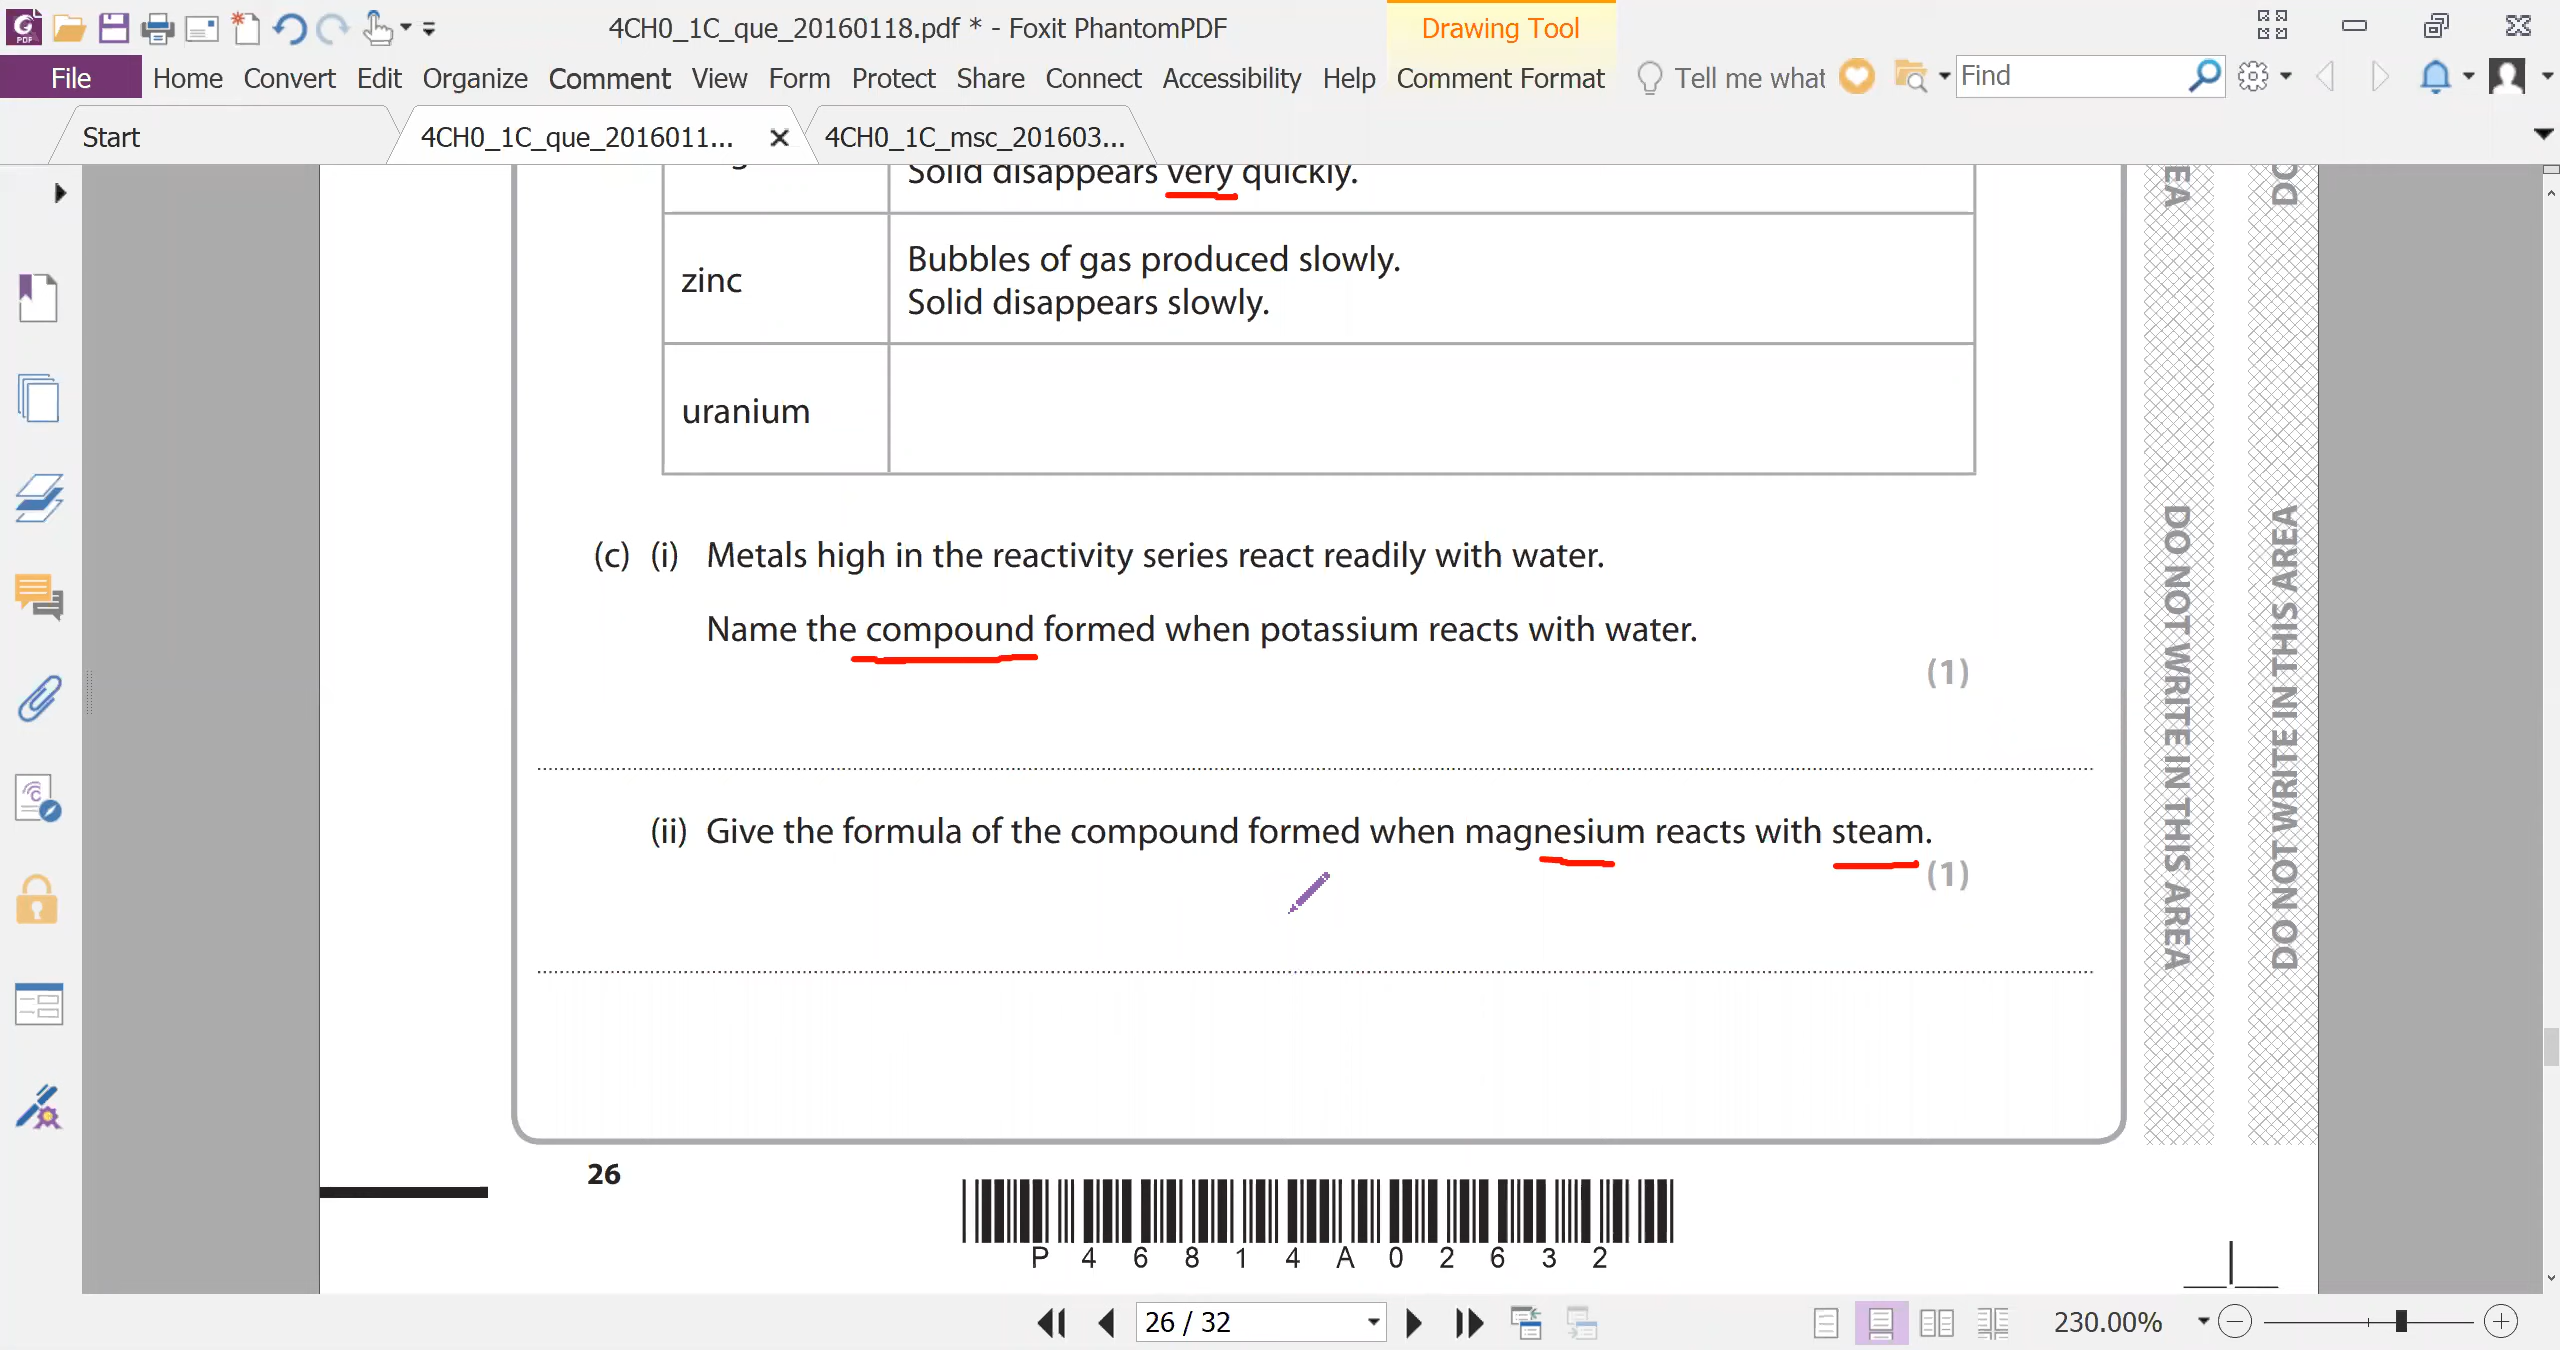 4CH0_1C_que_20160118.pdf * - Foxit PhantomPDF
Drawing Tool
File Home Convert Edit Organize Comment View Form Protect Share Connect Accessibility Help Comment Format Tell me what Find
Start 4CH0_1C_que_2016011... 4CH0_1C_msc_201603...
Solid disappears very quickly.
zinc
Bubbles of gas produced slowly.
Solid disappears slowly.
uranium
(c) (i) Metals high in the reactivity series react readily with water.
Name the compound formed when potassium reacts with water.
(1)
(ii) Give the formula of the compound formed when magnesium reacts with steam.
(1)
DO NOT WRITE IN THIS AREA
DO NOT WRITE IN THIS AREA
EA
DO
26
P 4 6 8 1 4 A 0 2 6 3 2
26 / 32
230.00%